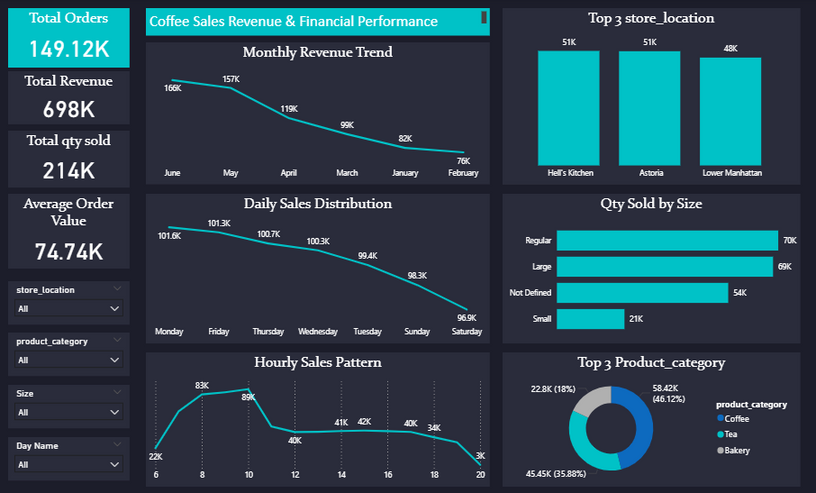 Total Orders
149.12K
Total Revenue
698K
Total qty sold
214K
Average Order
Value
74.74K
store_location
All
product_category
All
Size
All
Day Name
All
Coffee Sales Revenue & Financial Performance
Monthly Revenue Trend
166K
157K
119K
99K
82K
76K
June May April March January February
Daily Sales Distribution
101.6K
101.3K
100.7K
100.3K
99.4K
98.3K
96.9K
Monday Friday Thursday Wednesday Tuesday Sunday Saturday
Hourly Sales Pattern
22K
83K
89K
40K
41K
42K
40K
34K
3K
6 8 10 12 14 16 18 20
Top 3 store_location
51K 51K 48K
Hell's Kitchen Astoria Lower Manhattan
Qty Sold by Size
Regular 70K
Large 69K
Not Defined 54K
Small 21K
Top 3 Product_category
22.8K (18%)
58.42K
(46.12%)
45.45K (35.88%)
product_category
Coffee
Tea
Bakery